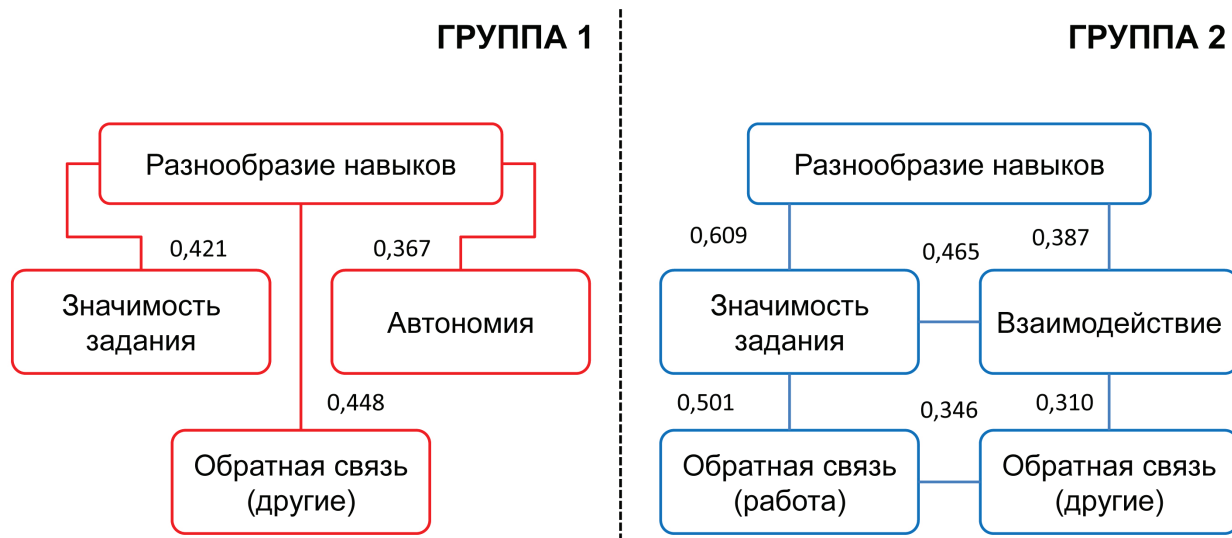 ГРУППА 1
Разнообразие навыков
0,421
0,367
Значимость
задания
Автономия
0,448
Обратная связь
(другие)
ГРУППА 2
Разнообразие навыков
0,609
0,465
0,387
Значимость
задания
Взаимодействие
0,501
0,346
0,310
Обратная связь
(работа)
Обратная связь
(другие)